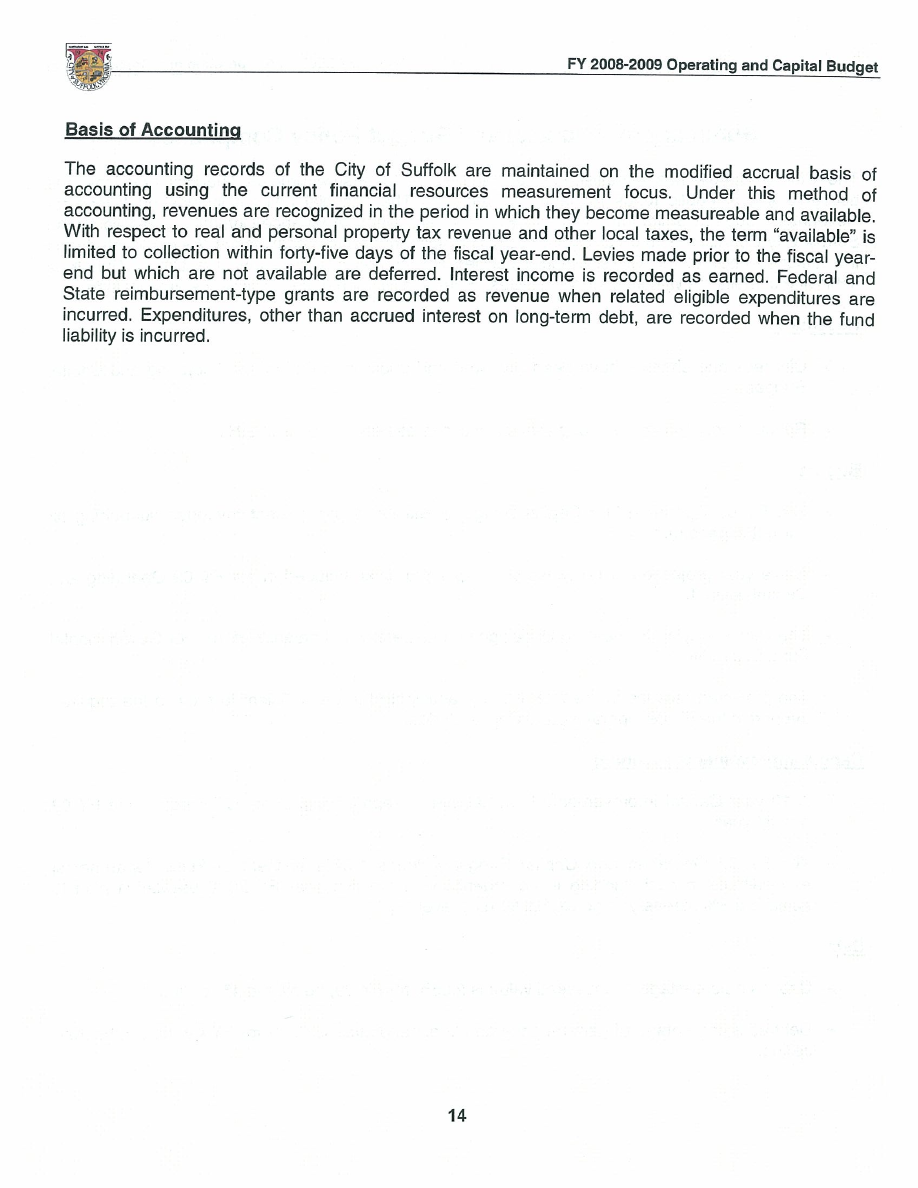 FY 2008-2009 Operating and Capital Budget
Basis of Accounting
The accounting records of the City of Suffolk are maintained on the modified accrual basis of
accounting using the current financial resources measurement focus. Under this method of
accounting, revenues are recognized in the period in which they become measureable and available.
With respect to real and personal property tax revenue and other local taxes, the term “available” is
limited to collection within forty-five days of the fiscal year-end. Levies made prior to the fiscal year-
end but which are not available are deferred. Interest income is recorded as earned. Federal and
State reimbursement-type grants are recorded as revenue when related eligible expenditures are
incurred. Expenditures, other than accrued interest on long-term debt, are recorded when the fund
liability is incurred.
14